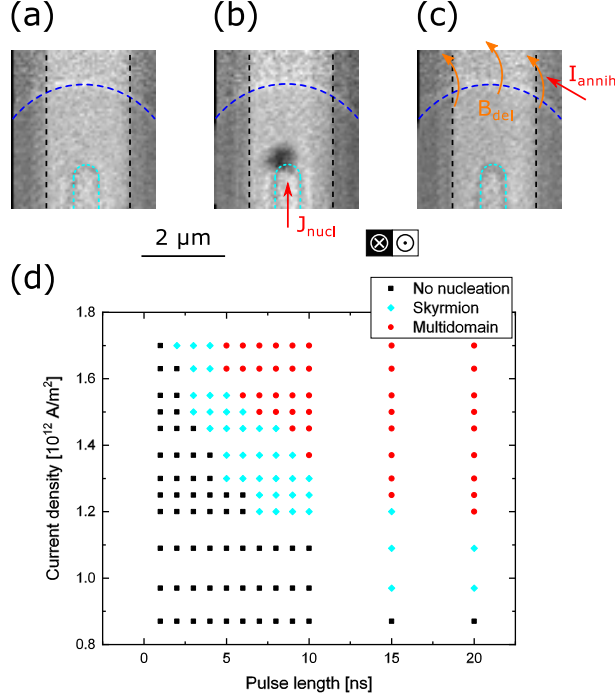 (a)
(b)
(c)
I_annih
B_del
J_nucl
2 μm
(d)
No nucleation
Skyrmion
Multidomain
1.8
1.6
1.4
1.2
1.0
0.8
Current density [10¹² A/m²]
0 5 10 15 20
Pulse length [ns]